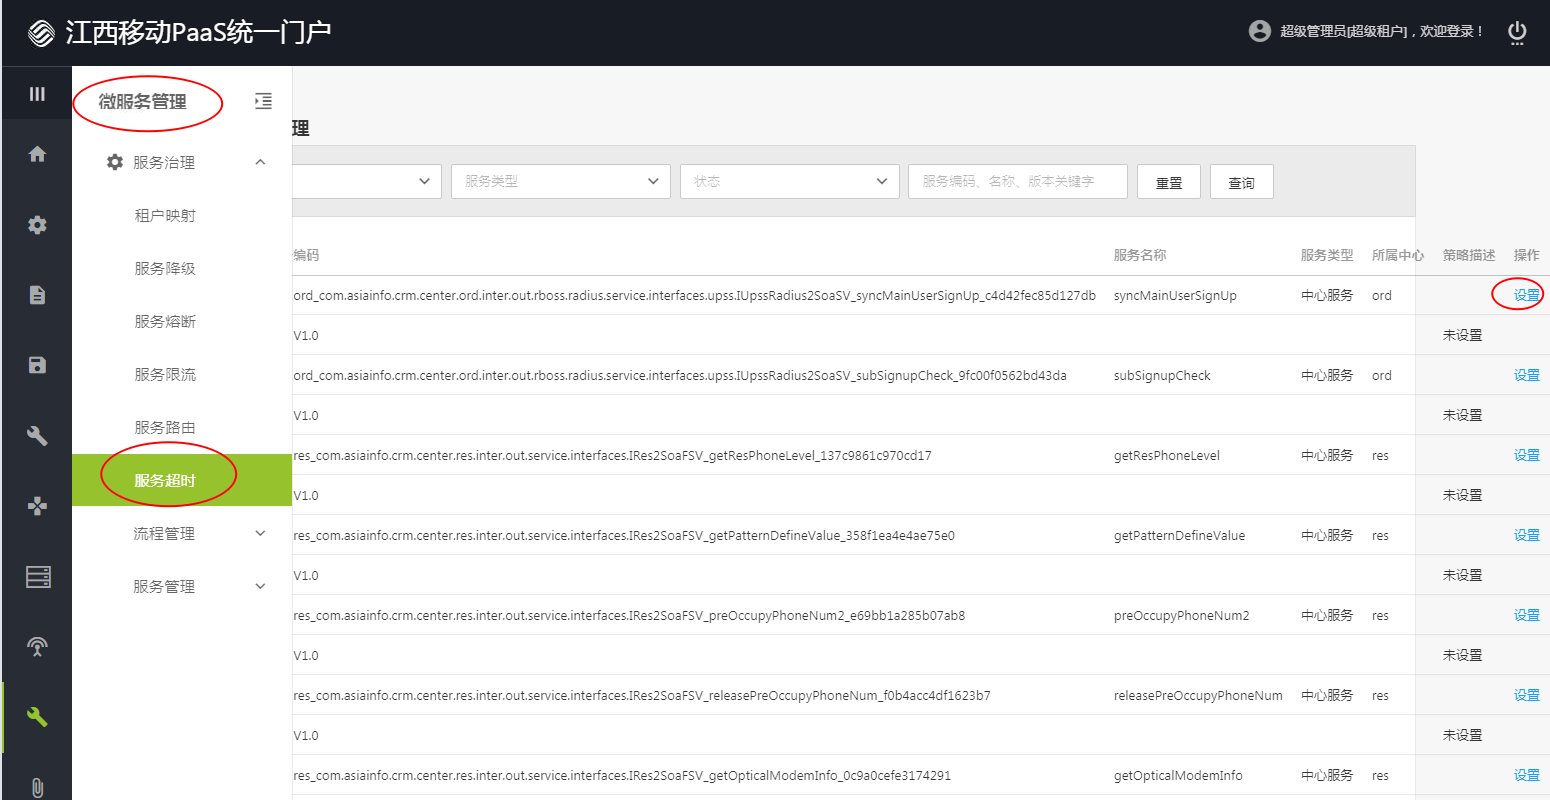 江西移动PaaS统一门户
超级管理员[超级租户]，欢迎登录！
微服务管理
服务治理
租户映射
服务降级
服务熔断
服务限流
服务路由
服务超时
流程管理
服务管理
理
服务类型 状态 服务编码、名称、版本关键字 重置 查询
编码 服务名称 服务类型 所属中心 策略描述 操作
ord_com.asiainfo.crm.center.ord.inter.out.rboss.radius.service.interfaces.upss.IUpssRadius2SoaSV_syncMainUserSignUp_c4d42fec85d127db syncMainUserSignUp 中心服务 ord 设置
V1.0 未设置
ord_com.asiainfo.crm.center.ord.inter.out.rboss.radius.service.interfaces.upss.IUpssRadius2SoaSV_subSignupCheck_9fc00f0562bd43da subSignupCheck 中心服务 ord 设置
V1.0 未设置
res_com.asiainfo.crm.center.res.inter.out.service.interfaces.IRes2SoaFSV_getResPhoneLevel_137c9861c970cd17 getResPhoneLevel 中心服务 res 设置
V1.0 未设置
res_com.asiainfo.crm.center.res.inter.out.service.interfaces.IRes2SoaFSV_getPatternDefineValue_358f1ea4e4ae75e0 getPatternDefineValue 中心服务 res 设置
V1.0 未设置
res_com.asiainfo.crm.center.res.inter.out.service.interfaces.IRes2SoaFSV_preOccupyPhoneNum2_e69bb1a285b07ab8 preOccupyPhoneNum2 中心服务 res 设置
V1.0 未设置
res_com.asiainfo.crm.center.res.inter.out.service.interfaces.IRes2SoaFSV_releasePreOccupyPhoneNum_f0b4acc4df1623b7 releasePreOccupyPhoneNum 中心服务 res 设置
V1.0 未设置
res_com.asiainfo.crm.center.res.inter.out.service.interfaces.IRes2SoaFSV_getOpticalModemInfo_0c9a0cefe3174291 getOpticalModemInfo 中心服务 res 设置